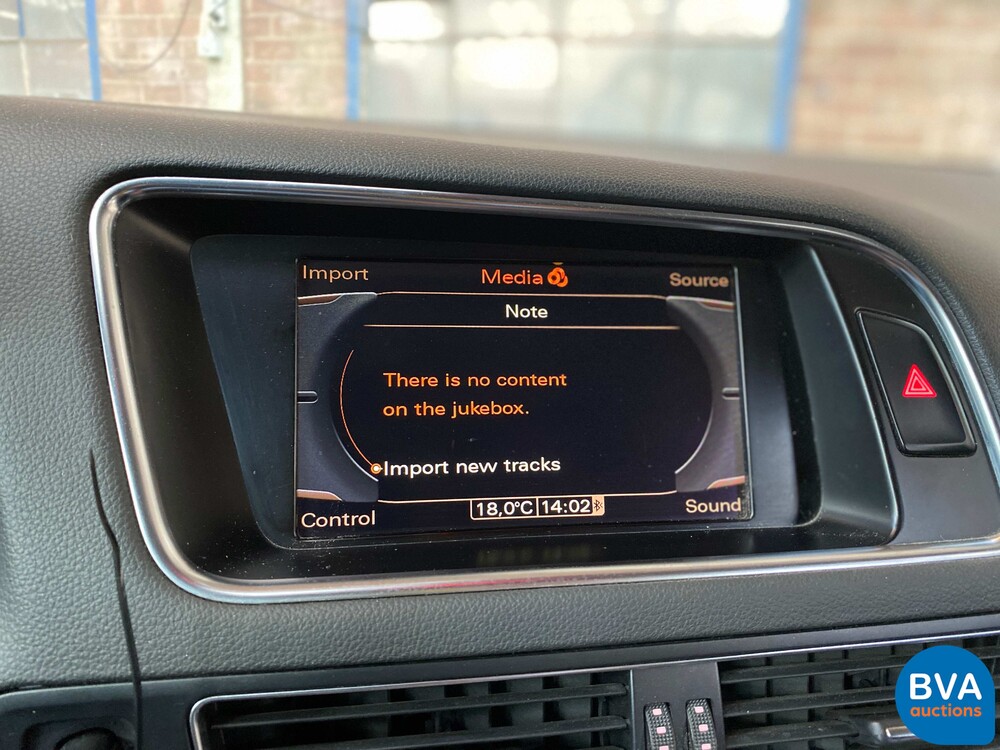 Import
Media
Source
Note
There is no content
on the jukebox.
Import new tracks
Control
18,0°C 14:02
Sound
BVA
auctions